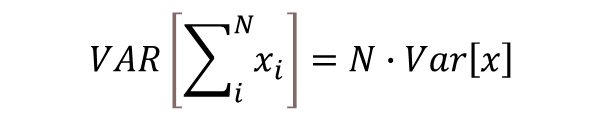 VAR[∑_i^N x_i] = N · Var[x]